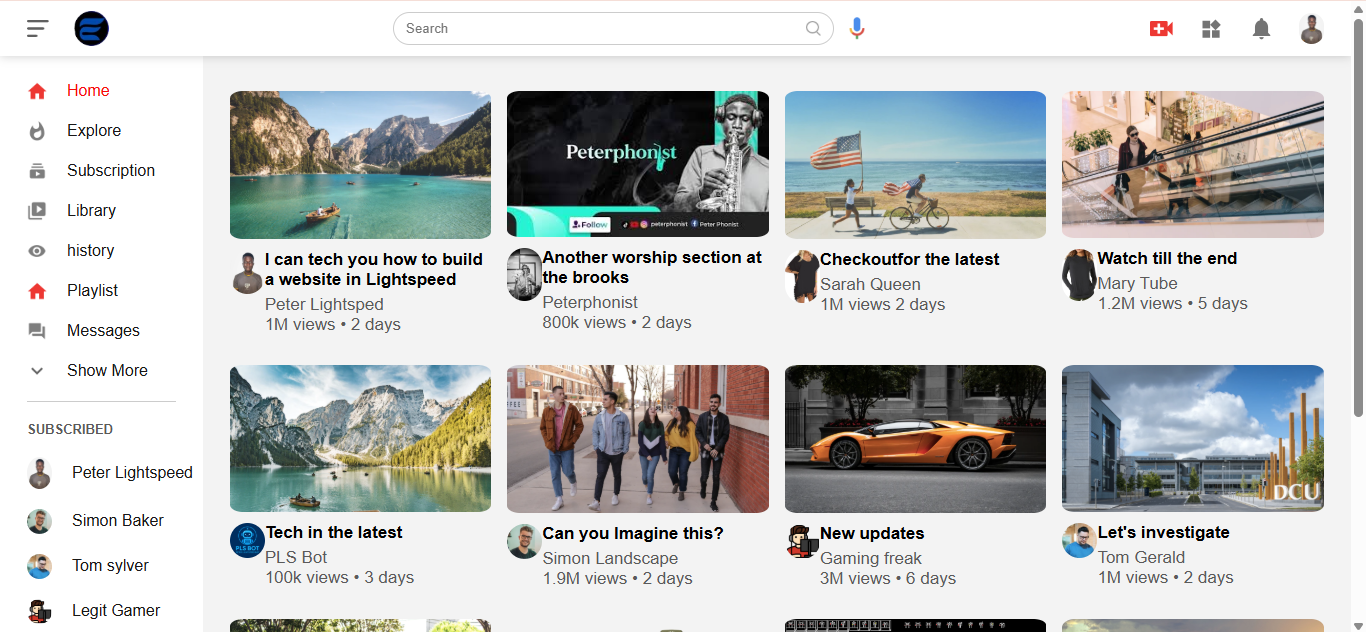 Search
Home
Explore
Subscription
Library
history
Playlist
Messages
Show More
SUBSCRIBED
Peter Lightspeed
Simon Baker
Tom sylver
Legit Gamer
I can tech you how to build
a website in Lightspeed
Peter Lightsped
1M views • 2 days
Peterphonist
Follow
peterphonist
Peter Phonist
Another worship section at
the brooks
Peterphonist
800k views • 2 days
Checkoutfor the latest
Sarah Queen
1M views 2 days
Watch till the end
Mary Tube
1.2M views • 5 days
PLS BOT
Tech in the latest
PLS Bot
100k views • 3 days
Can you Imagine this?
Simon Landscape
1.9M views • 2 days
New updates
Gaming freak
3M views • 6 days
DCU
Let's investigate
Tom Gerald
1M views • 2 days